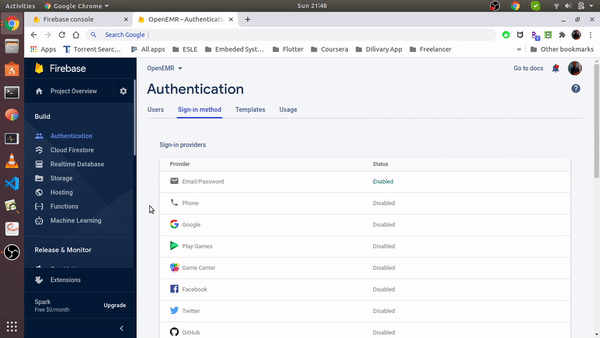 Activities
Google Chrome
Sun 21:48
Firebase console
OpenEMR – Authentication
Search Google
Apps
Torrent Search...
All apps
ESLE
Embeded System...
Flutter
Coursera
Dilivary App
Freelancer
»
Other bookmarks
Firebase
OpenEMR
Go to docs
Project Overview
Authentication
Users
Sign-in method
Templates
Usage
Build
Authentication
Cloud Firestore
Realtime Database
Storage
Hosting
Functions
Machine Learning
Release & Monitor
Extensions
Spark
Free $0/month
Upgrade
Sign-in providers
Provider
Status
Email/Password
Enabled
Phone
Disabled
Google
Disabled
Play Games
Disabled
Game Center
Disabled
Facebook
Disabled
Twitter
Disabled
GitHub
Disabled